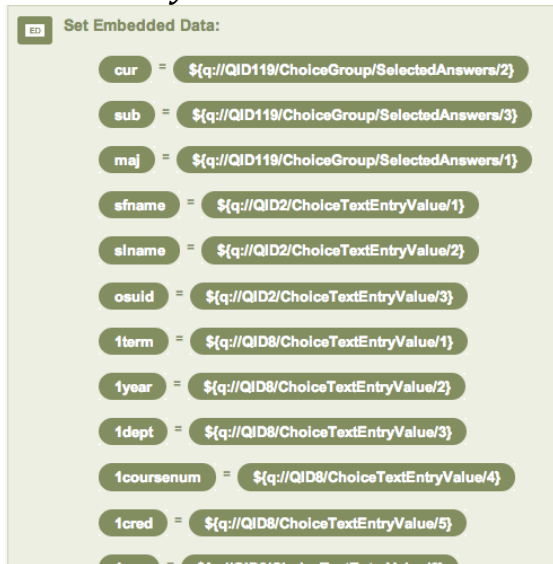 ED Set Embedded Data:
cur = ${q://QID119/ChoiceGroup/SelectedAnswers/2}
sub = ${q://QID119/ChoiceGroup/SelectedAnswers/3}
maj = ${q://QID119/ChoiceGroup/SelectedAnswers/1}
sfname = ${q://QID2/ChoiceTextEntryValue/1}
slname = ${q://QID2/ChoiceTextEntryValue/2}
osuid = ${q://QID2/ChoiceTextEntryValue/3}
1term = ${q://QID8/ChoiceTextEntryValue/1}
1year = ${q://QID8/ChoiceTextEntryValue/2}
1dept = ${q://QID8/ChoiceTextEntryValue/3}
1coursenum = ${q://QID8/ChoiceTextEntryValue/4}
1cred = ${q://QID8/ChoiceTextEntryValue/5}